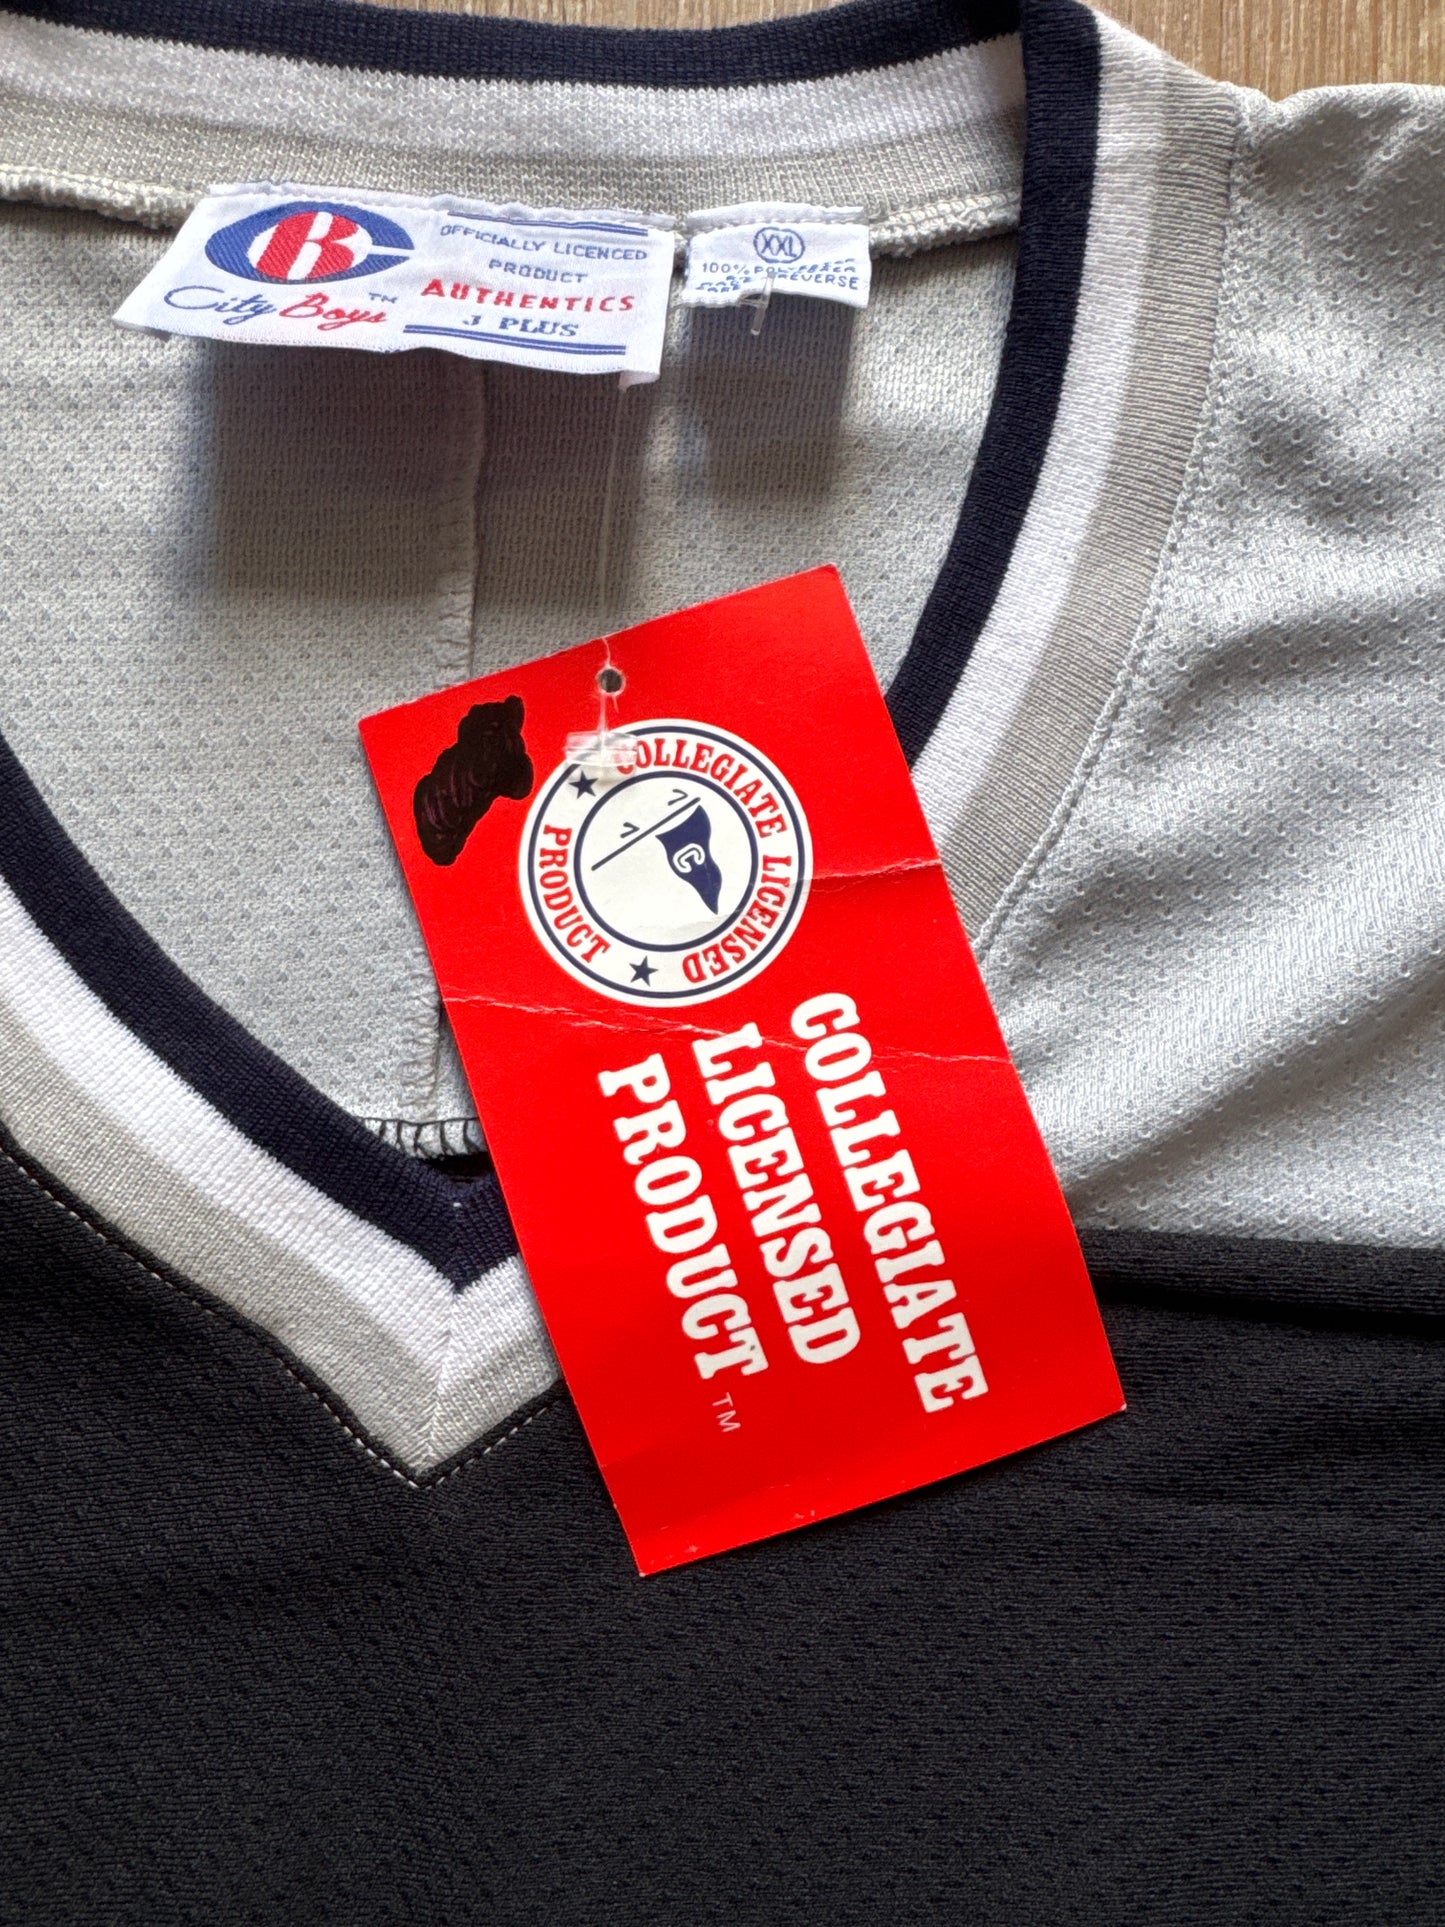 CB
City Boys TM
OFFICIALLY LICENCED
PRODUCT
AUTHENTICS
J PLUS
XXL
100% POLYESTER
REVERSE
COLLEGIATE LICENSED
PRODUCT
C
COLLEGIATE
LICENSED
PRODUCT TM